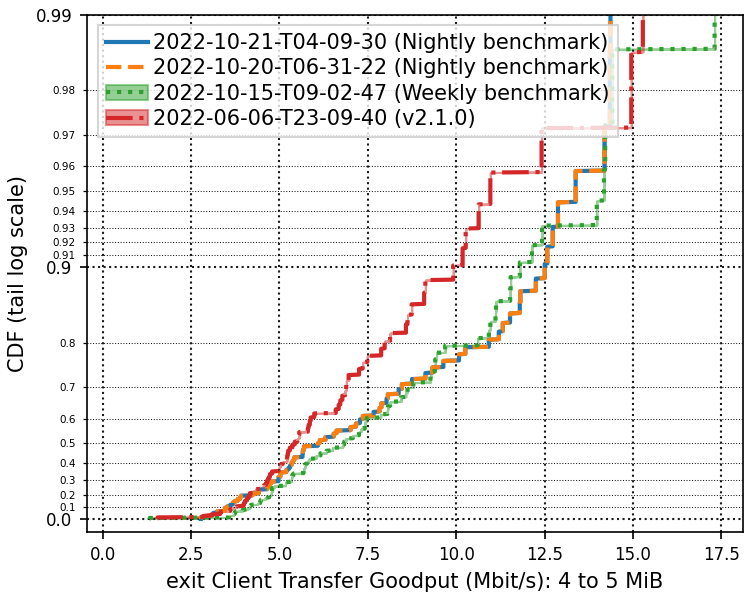 0.99
0.98
0.97
0.96
0.95
0.94
0.93
0.92
0.91
0.9
0.8
0.7
0.6
0.5
0.4
0.3
0.2
0.1
0.0
CDF (tail log scale)
2022-10-21-T04-09-30 (Nightly benchmark)
2022-10-20-T06-31-22 (Nightly benchmark)
2022-10-15-T09-02-47 (Weekly benchmark)
2022-06-06-T23-09-40 (v2.1.0)
0.0 2.5 5.0 7.5 10.0 12.5 15.0 17.5
exit Client Transfer Goodput (Mbit/s): 4 to 5 MiB